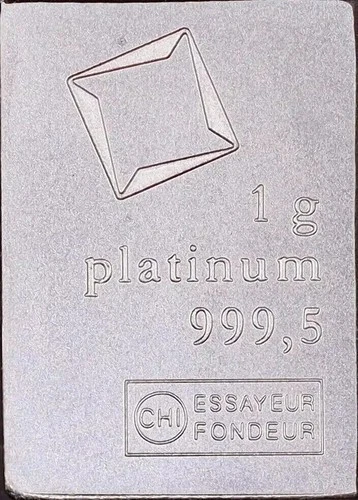 1 g
platinum
999,5
CHI ESSAYEUR
FONDEUR